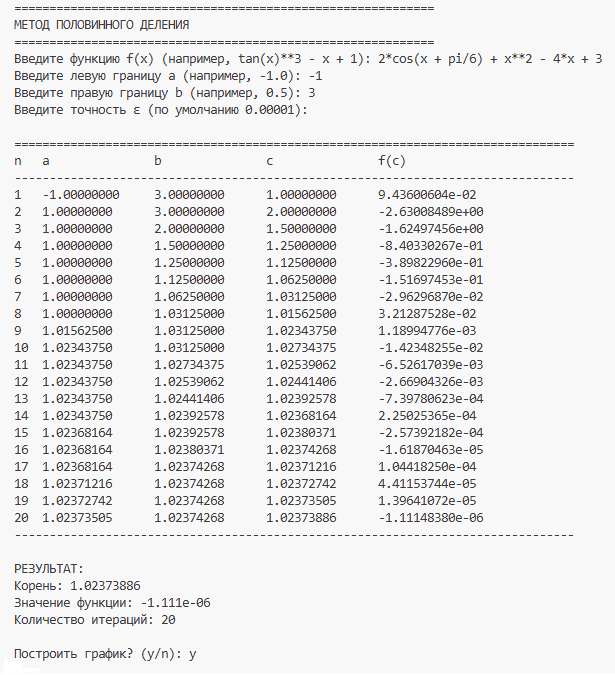 ============================================================
МЕТОД ПОЛОВИННОГО ДЕЛЕНИЯ
============================================================
Введите функцию f(x) (например, tan(x)**3 - x + 1): 2*cos(x + pi/6) + x**2 - 4*x + 3
Введите левую границу a (например, -1.0): -1
Введите правую границу b (например, 0.5): 3
Введите точность ε (по умолчанию 0.00001):
================================================================================
n a b c f(c)
--------------------------------------------------------------------------------
1 -1.00000000 3.00000000 1.00000000 9.43600604e-02
2 1.00000000 3.00000000 2.00000000 -2.63008489e+00
3 1.00000000 2.00000000 1.50000000 -1.62497456e+00
4 1.00000000 1.50000000 1.25000000 -8.40330267e-01
5 1.00000000 1.25000000 1.12500000 -3.89822960e-01
6 1.00000000 1.12500000 1.06250000 -1.51697453e-01
7 1.00000000 1.06250000 1.03125000 -2.96296870e-02
8 1.00000000 1.03125000 1.01562500 3.21287528e-02
9 1.01562500 1.03125000 1.02343750 1.18994776e-03
10 1.02343750 1.03125000 1.02734375 -1.42348255e-02
11 1.02343750 1.02734375 1.02539062 -6.52617039e-03
12 1.02343750 1.02539062 1.02441406 -2.66904326e-03
13 1.02343750 1.02441406 1.02392578 -7.39780623e-04
14 1.02343750 1.02392578 1.02368164 2.25025365e-04
15 1.02368164 1.02392578 1.02380371 -2.57392182e-04
16 1.02368164 1.02380371 1.02374268 -1.61870463e-05
17 1.02368164 1.02374268 1.02371216 1.04418250e-04
18 1.02371216 1.02374268 1.02372742 4.41153744e-05
19 1.02372742 1.02374268 1.02373505 1.39641072e-05
20 1.02373505 1.02374268 1.02373886 -1.11148380e-06
--------------------------------------------------------------------------------
РЕЗУЛЬТАТ:
Корень: 1.02373886
Значение функции: -1.111e-06
Количество итераций: 20
Построить график? (y/n): y